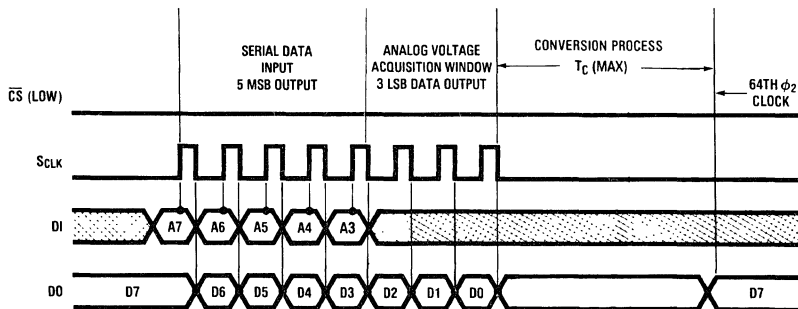 SERIAL DATA
INPUT
5 MSB OUTPUT
ANALOG VOLTAGE
ACQUISITION WINDOW
3 LSB DATA OUTPUT
CONVERSION PROCESS
TC (MAX)
64TH ϕ2
CLOCK
CS (LOW)
SCLK
DI
A7 A6 A5 A4 A3
DO
D7 D6 D5 D4 D3 D2 D1 D0 D7